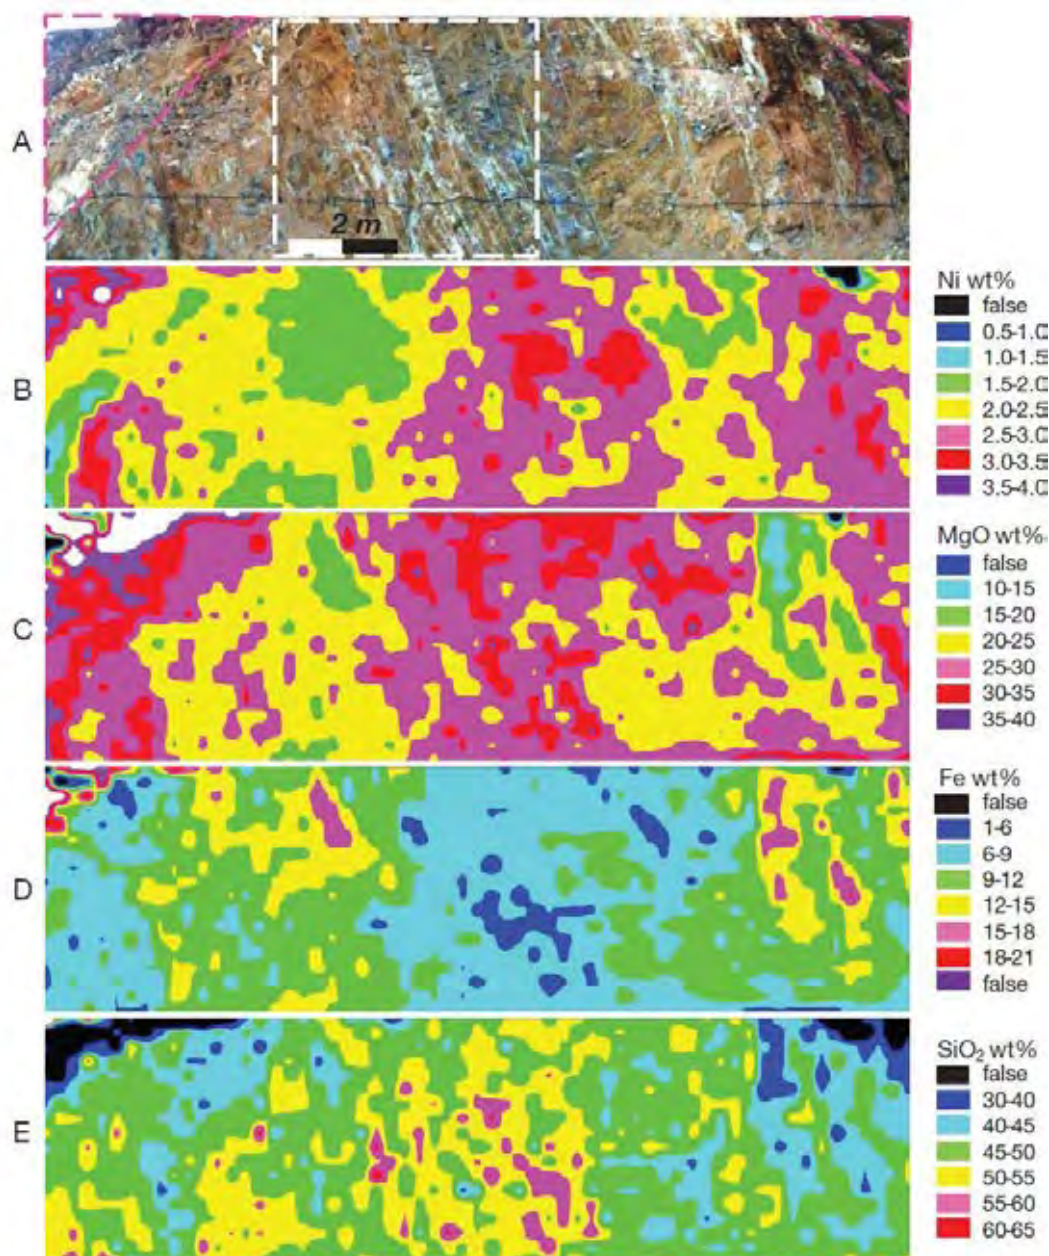 A
2 m
B
Ni wt%
false
0.5-1.0
1.0-1.5
1.5-2.0
2.0-2.5
2.5-3.0
3.0-3.5
3.5-4.0
C
MgO wt%
false
10-15
15-20
20-25
25-30
30-35
35-40
D
Fe wt%
false
1-6
6-9
9-12
12-15
15-18
18-21
false
E
SiO₂ wt%
false
30-40
40-45
45-50
50-55
55-60
60-65